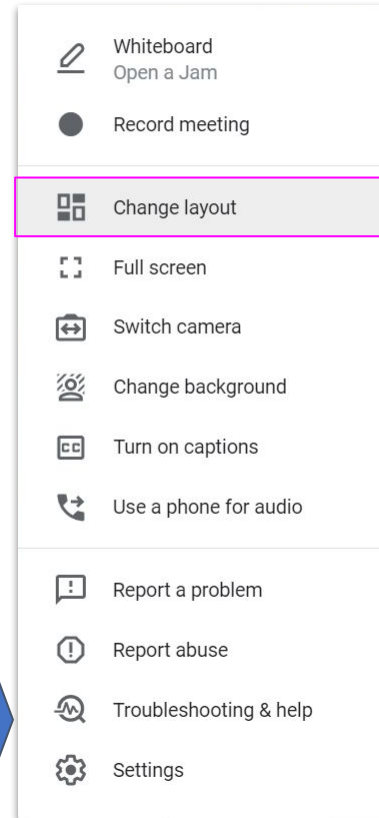 Whiteboard
Open a Jam
Record meeting
Change layout
Full screen
Switch camera
Change background
CC Turn on captions
Use a phone for audio
Report a problem
Report abuse
Troubleshooting & help
Settings